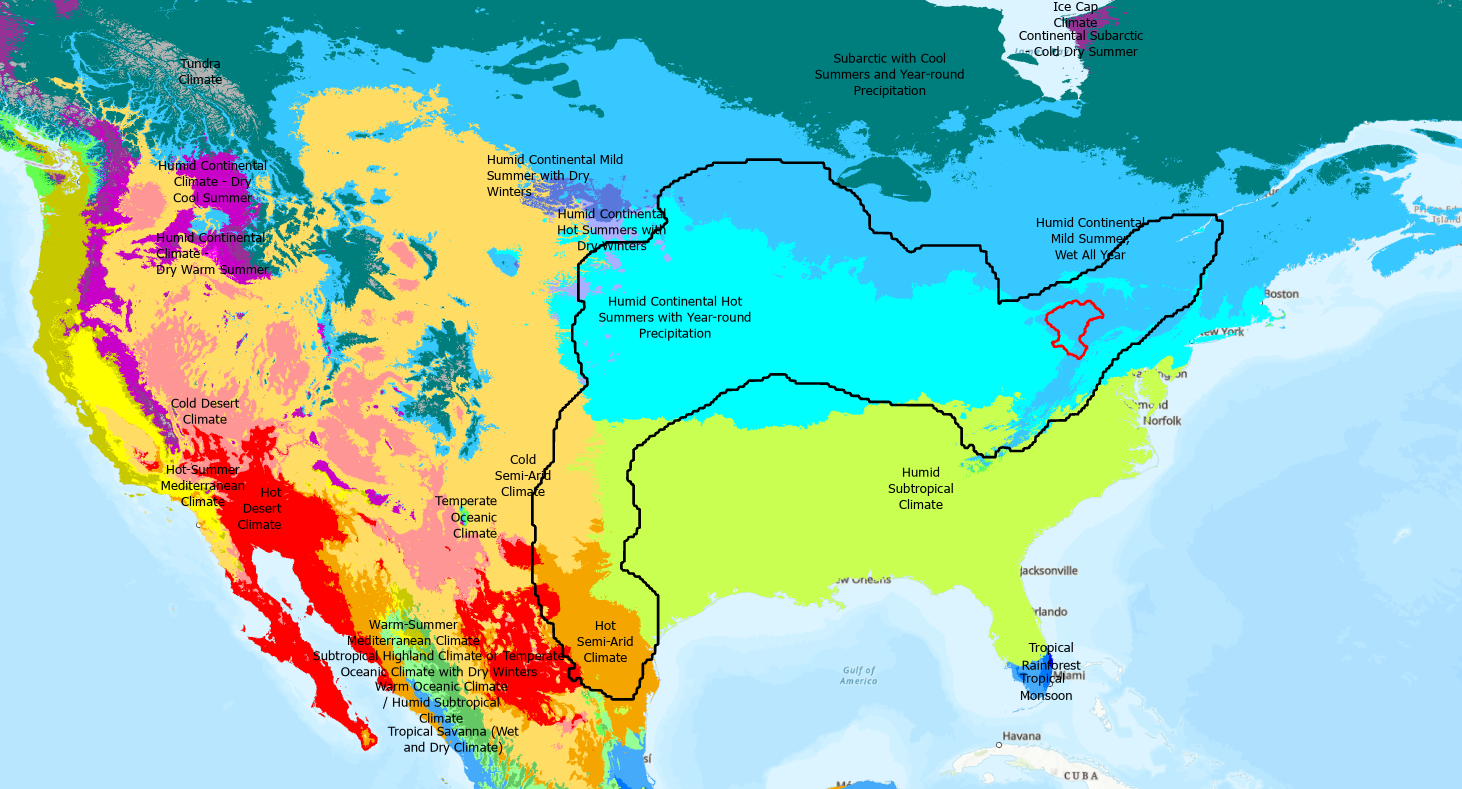 Ice Cap
Climate
Continental Subarctic
- Cold Dry Summer
Subarctic with Cool
Summers and Year-round
Precipitation
Tundra
Climate
Humid Continental Mild
Summer with Dry
Winters
Humid Continental
Climate - Dry
Cool Summer
Humid Continental
Hot Summers with
Dry Winters
Humid Continental
Mild Summer,
Wet All Year
Humid Continental
Climate -
Dry Warm Summer
Humid Continental Hot
Summers with Year-round
Precipitation
Boston
New York
Cold Desert
Climate
Norfolk
Cold
Semi-Arid
Climate
Hot-Summer
Mediterranean
Climate
Hot
Desert
Climate
Temperate
Oceanic
Climate
Humid
Subtropical
Climate
Jacksonville
New Orleans
Orlando
Warm-Summer
Mediterranean Climate
Subtropical Highland Climate or Temperate
Oceanic Climate with Dry Winters
Warm Oceanic Climate
/ Humid Subtropical
Climate
Hot
Semi-Arid
Climate
Tropical
Rainforest
Tropical
Monsoon
Miami
Gulf of
America
Tropical Savanna (Wet
and Dry Climate)
Havana
CUBA